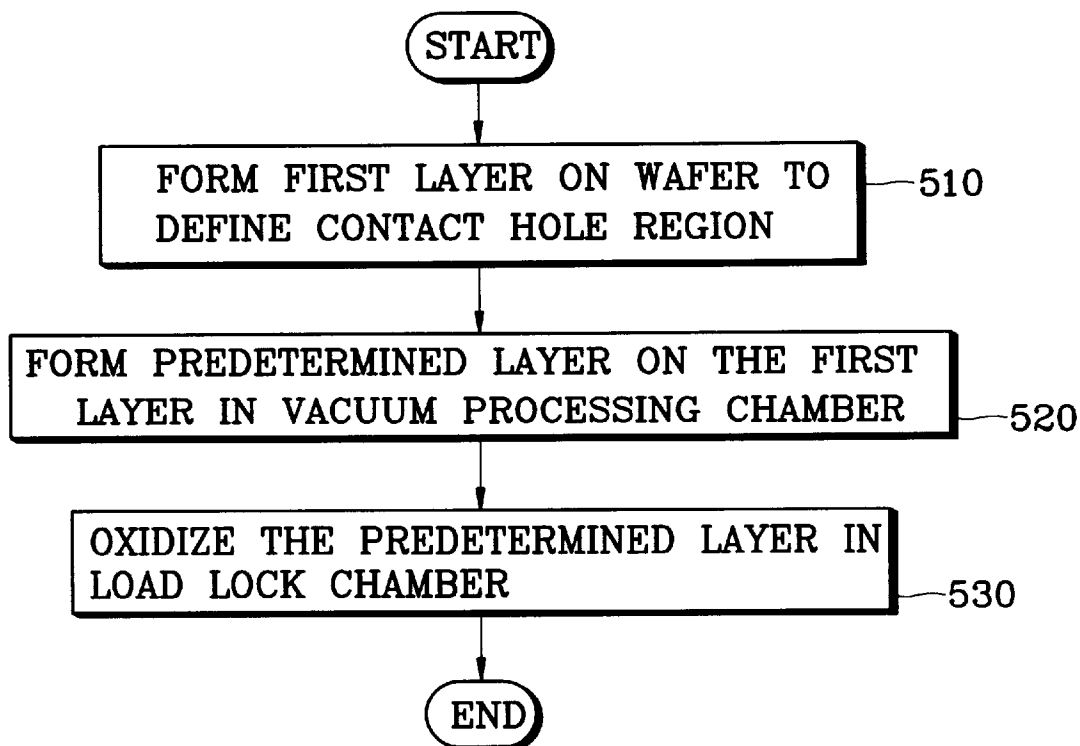 START
FORM FIRST LAYER ON WAFER TO
DEFINE CONTACT HOLE REGION
510
FORM PREDETERMINED LAYER ON THE FIRST
LAYER IN VACUUM PROCESSING CHAMBER
520
OXIDIZE THE PREDETERMINED LAYER IN
LOAD LOCK CHAMBER
530
END